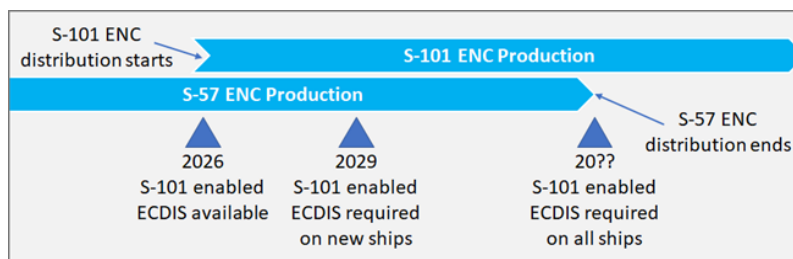 S-101 ENC
distribution starts
S-101 ENC Production
S-57 ENC Production
S-57 ENC
distribution ends
2026
S-101 enabled
ECDIS available
2029
S-101 enabled
ECDIS required
on new ships
20??
S-101 enabled
ECDIS required
on all ships